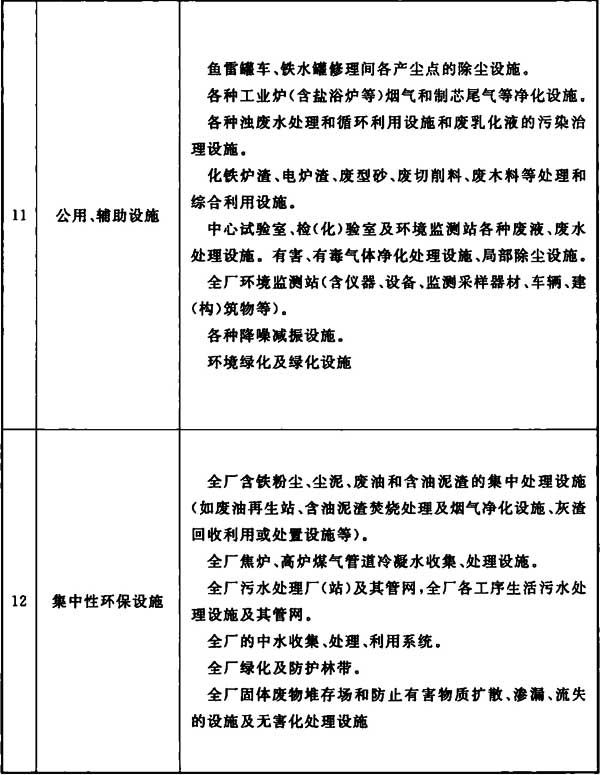 11
公用、辅助设施
鱼雷罐车、铁水罐修理间各产尘点的除尘设施。
各种工业炉(含盐浴炉等)烟气和制芯尾气等净化设施。
各种浊废水处理和循环利用设施和废乳化液的污染治
理设施。
化铁炉渣、电炉渣、废型砂、废切削料、废木料等处理和
综合利用设施。
中心试验室、检(化)验室及环境监测站各种废液、废水
处理设施。有害、有毒气体净化处理设施、局部除尘设施。
全厂环境监测站(含仪器、设备、监测采样器材、车辆、建
(构)筑物等)。
各种降噪减振设施。
环境绿化及绿化设施
12
集中性环保设施
全厂含铁粉尘、尘泥、废油和含油泥渣的集中处理设施
(如废油再生站、含油泥渣焚烧处理及烟气净化设施、灰渣
回收利用或处置设施等)。
全厂焦炉、高炉煤气管道冷凝水收集、处理设施。
全厂污水处理厂(站)及其管网,全厂各工序生活污水处
理设施及其管网。
全厂的中水收集、处理、利用系统。
全厂绿化及防护林带。
全厂固体废物堆存场和防止有害物质扩散、渗漏、流失
的设施及无害化处理设施